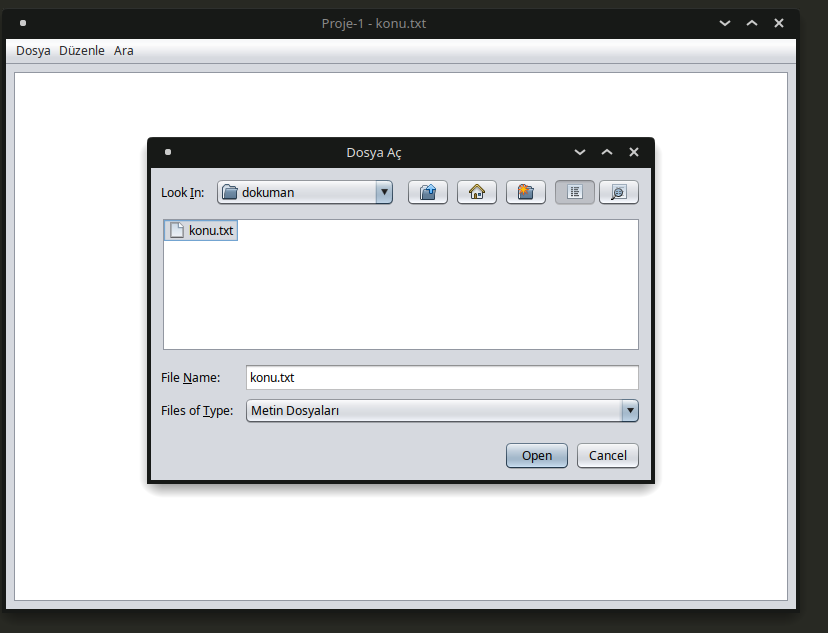 Proje-1 - konu.txt
Dosya Düzenle Ara
Dosya Aç
Look In: dokuman
konu.txt
File Name: konu.txt
Files of Type: Metin Dosyaları
Open Cancel